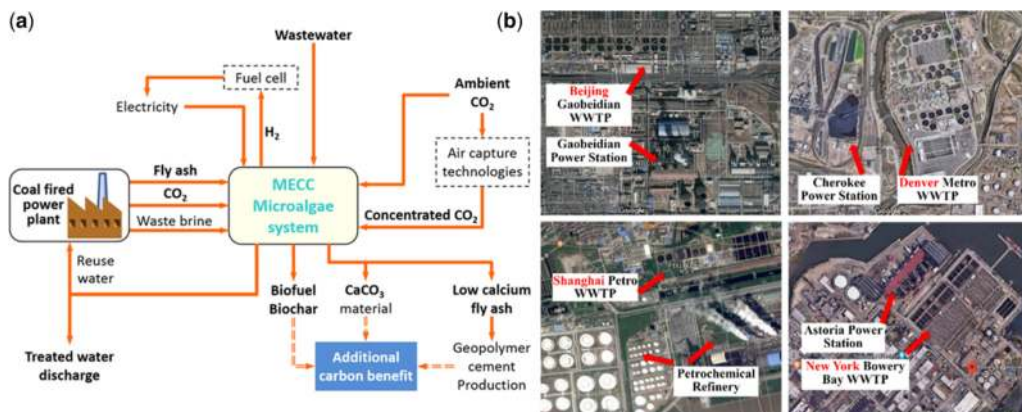 (a)
Wastewater
Fuel cell
Electricity
H2
Ambient
CO2
Air capture
technologies
Coal fired
power
plant
Fly ash
CO2
Waste brine
MECC
Microalgae
system
Concentrated CO2
Reuse
water
Biofuel
Biochar
CaCO3
material
Low calcium
fly ash
Treated water
discharge
Additional
carbon benefit
Geopolymer
cement
Production
(b)
Beijing
Gaobeidian
WWTP
Gaobeidian
Power Station
Cherokee
Power Station
Denver Metro
WWTP
Shanghai Petro
WWTP
Petrochemical
Refinery
Astoria Power
Station
New York Bowery
Bay WWTP